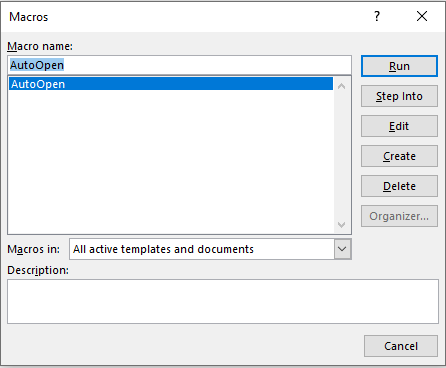 Macros
Macro name:
AutoOpen
AutoOpen
Run
Step Into
Edit
Create
Delete
Organizer...
Macros in: All active templates and documents
Description:
Cancel